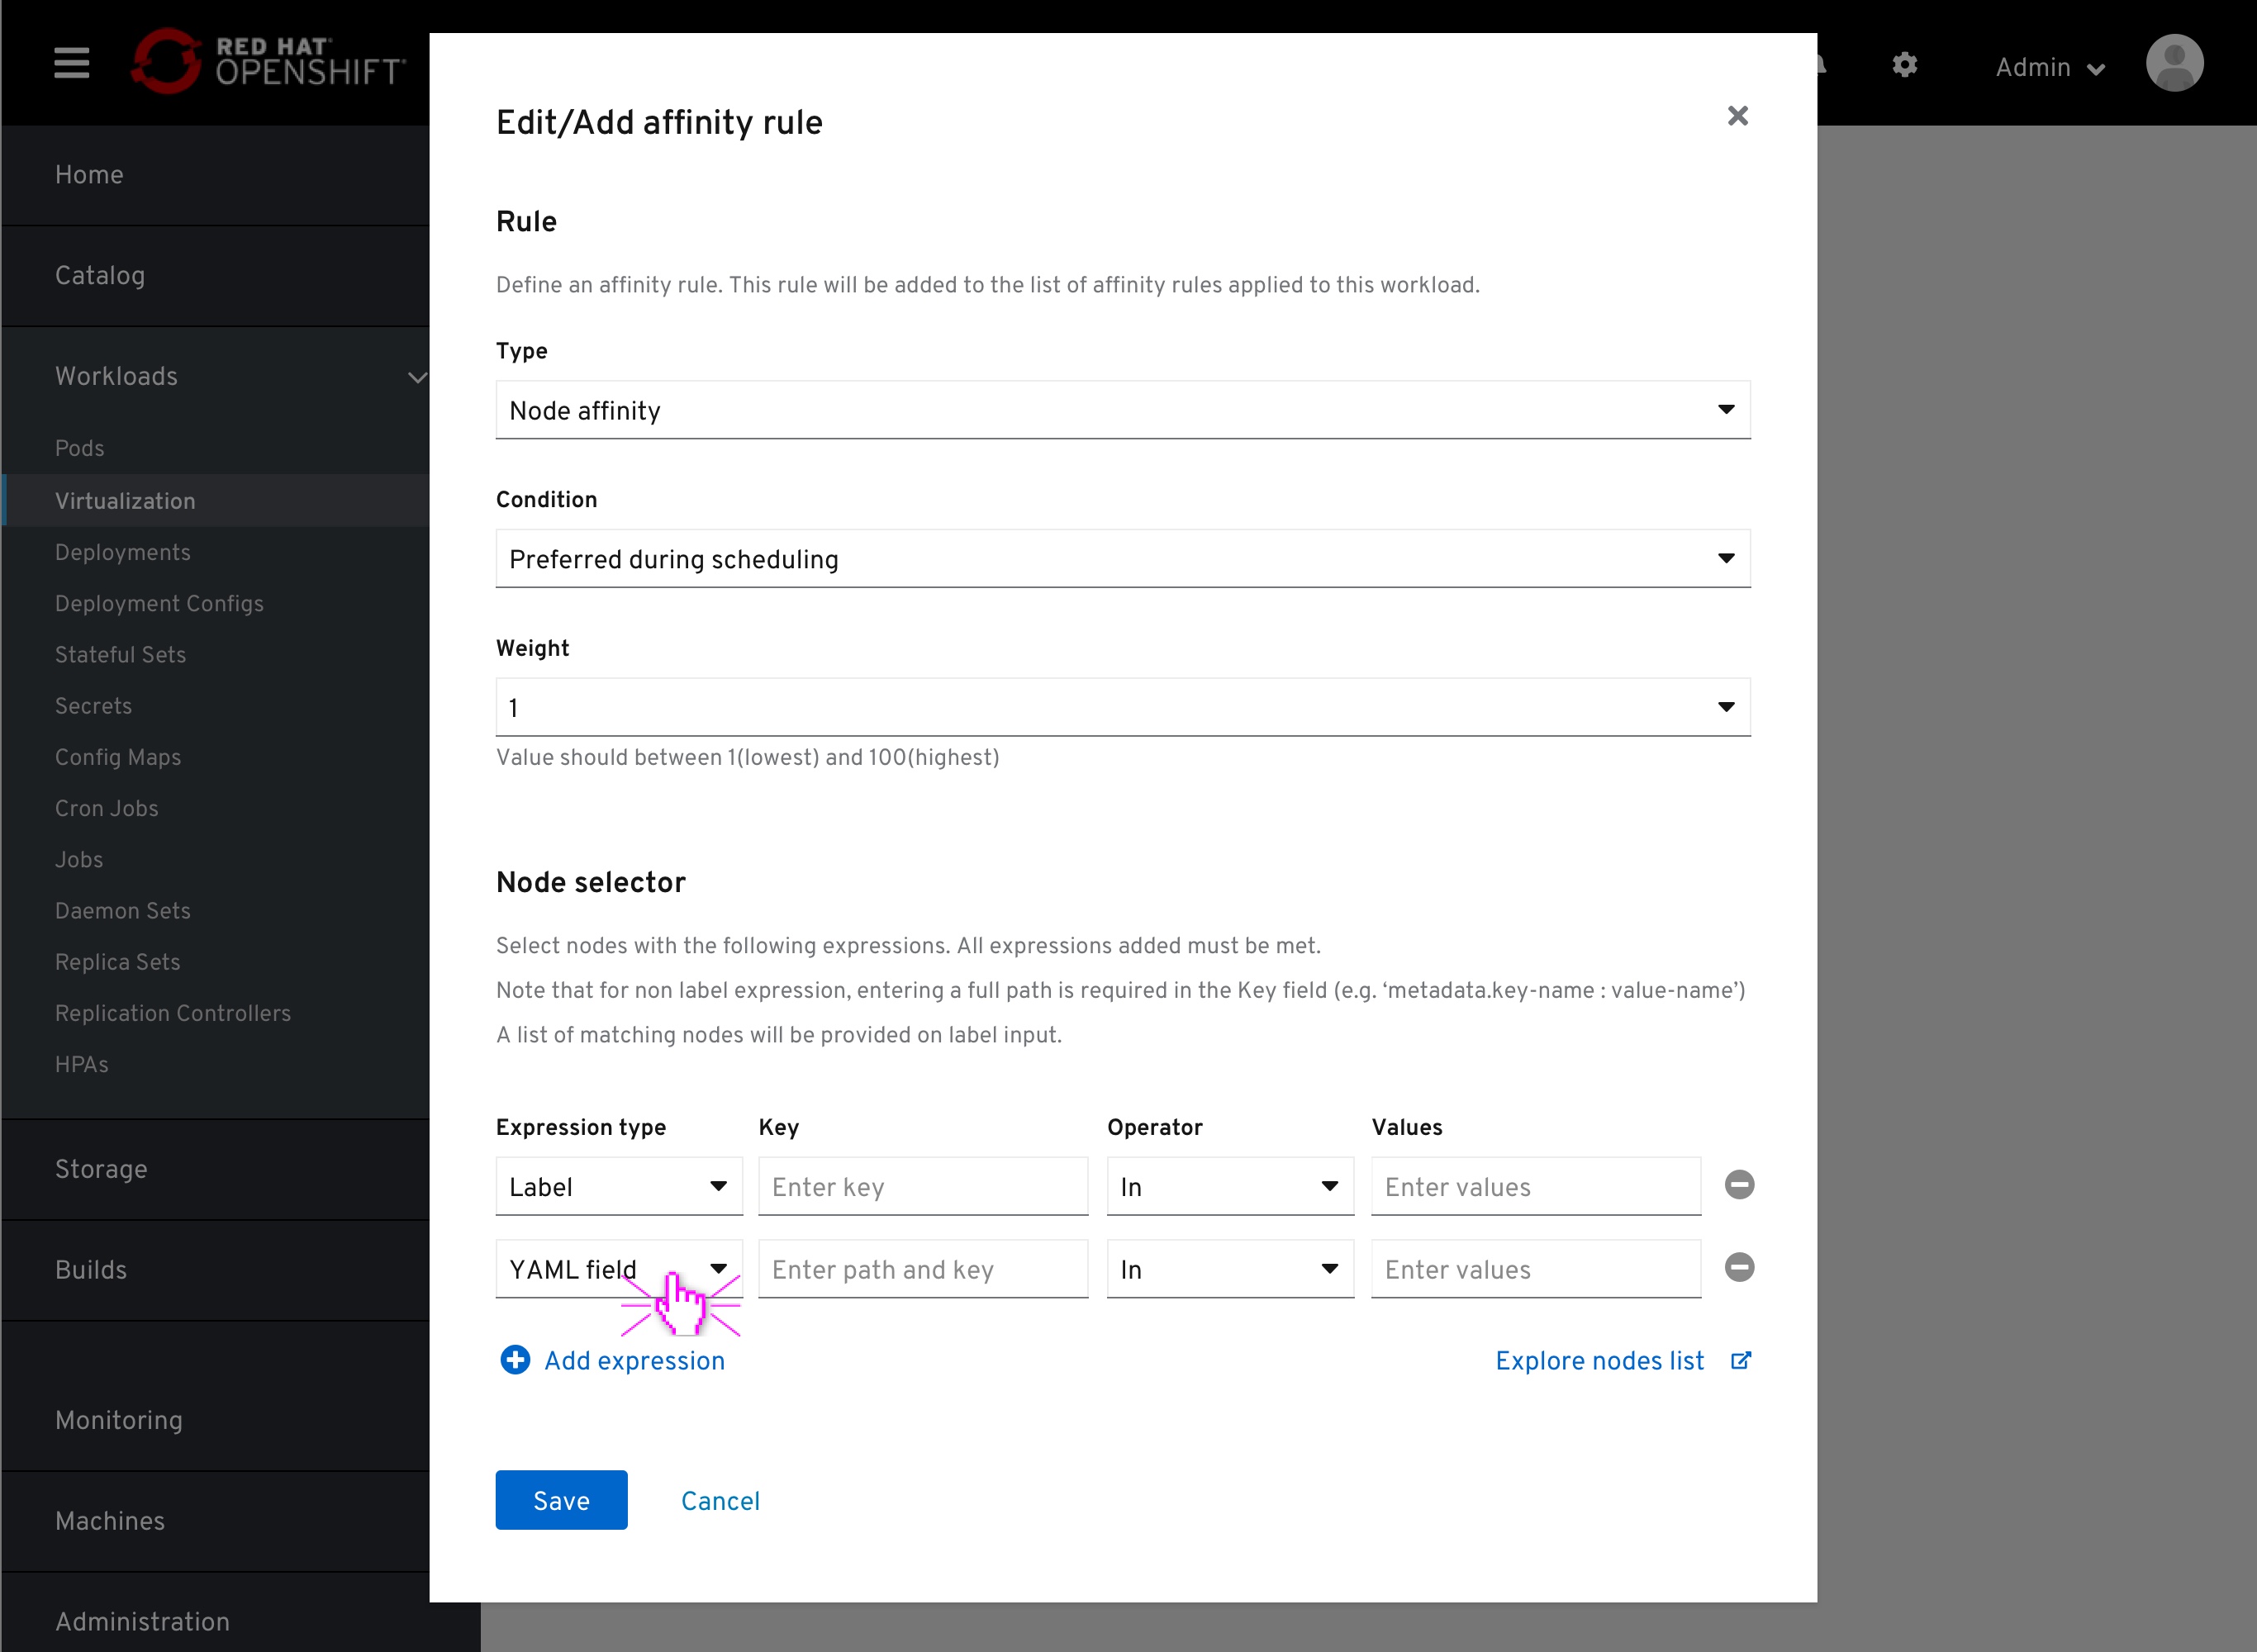 RED HAT
OPENSHIFT
Admin
Home
Catalog
Workloads
Pods
Virtualization
Deployments
Deployment Configs
Stateful Sets
Secrets
Config Maps
Cron Jobs
Jobs
Daemon Sets
Replica Sets
Replication Controllers
HPAs
Storage
Builds
Monitoring
Machines
Administration
Edit/Add affinity rule
Rule
Define an affinity rule. This rule will be added to the list of affinity rules applied to this workload.
Type
Node affinity
Condition
Preferred during scheduling
Weight
1
Value should between 1(lowest) and 100(highest)
Node selector
Select nodes with the following expressions. All expressions added must be met.
Note that for non label expression, entering a full path is required in the Key field (e.g. ‘metadata.key-name : value-name’)
A list of matching nodes will be provided on label input.
Expression type Key Operator Values
Label Enter key In Enter values
YAML field Enter path and key In Enter values
Add expression Explore nodes list
Save Cancel